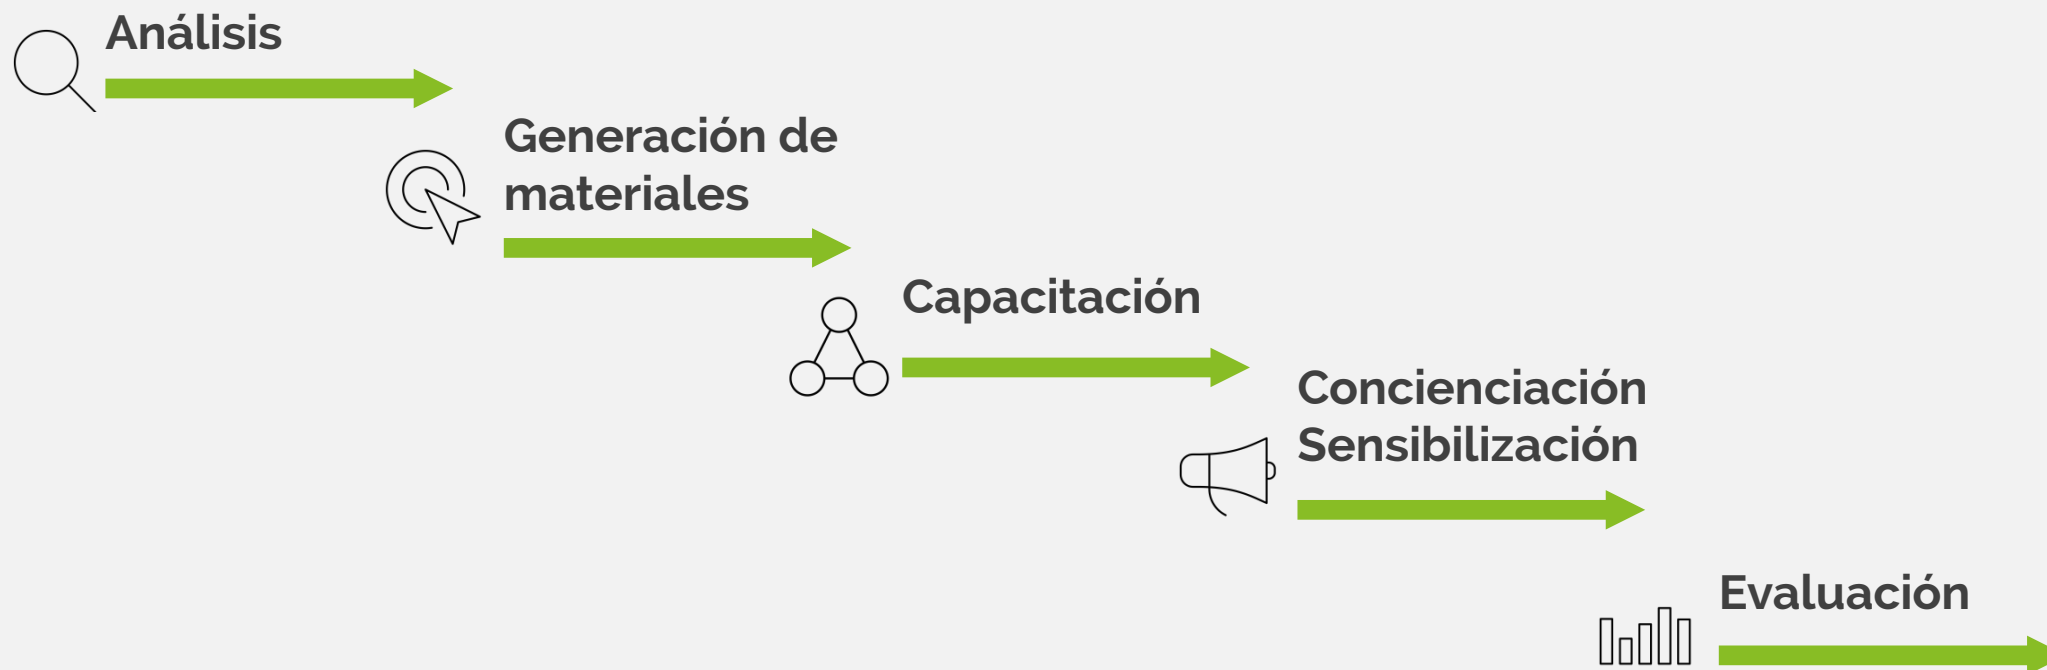 Análisis
Generación de
materiales
Capacitación
Concienciación
Sensibilización
Evaluación